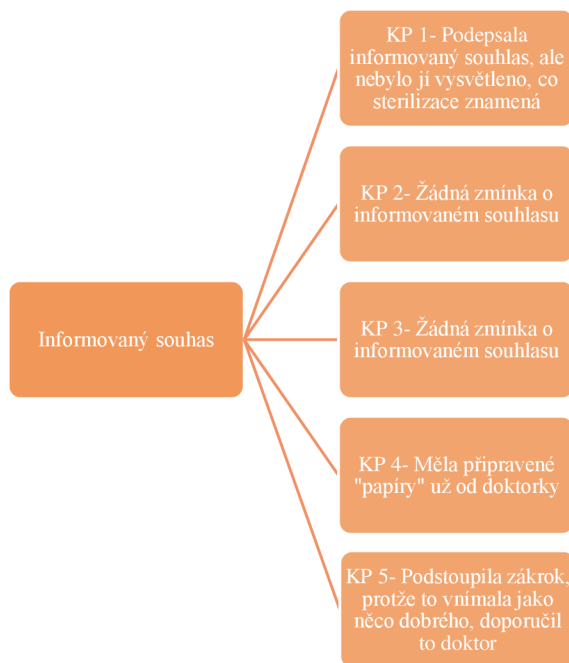 KP 1- Podepsala
informovaný souhlas, ale
nebylo jí vysvětleno, co
sterilizace znamená
KP 2- Žádná zmínka o
informovaném souhlasu
Informovaný souhas
KP 3- Žádná zmínka o
informovaném souhlasu
KP 4- Měla připravené
"papíry" už od doktorky
KP 5- Podstoupila zákrok,
protže to vnímala jako
něco dobrého, doporučil
to doktor